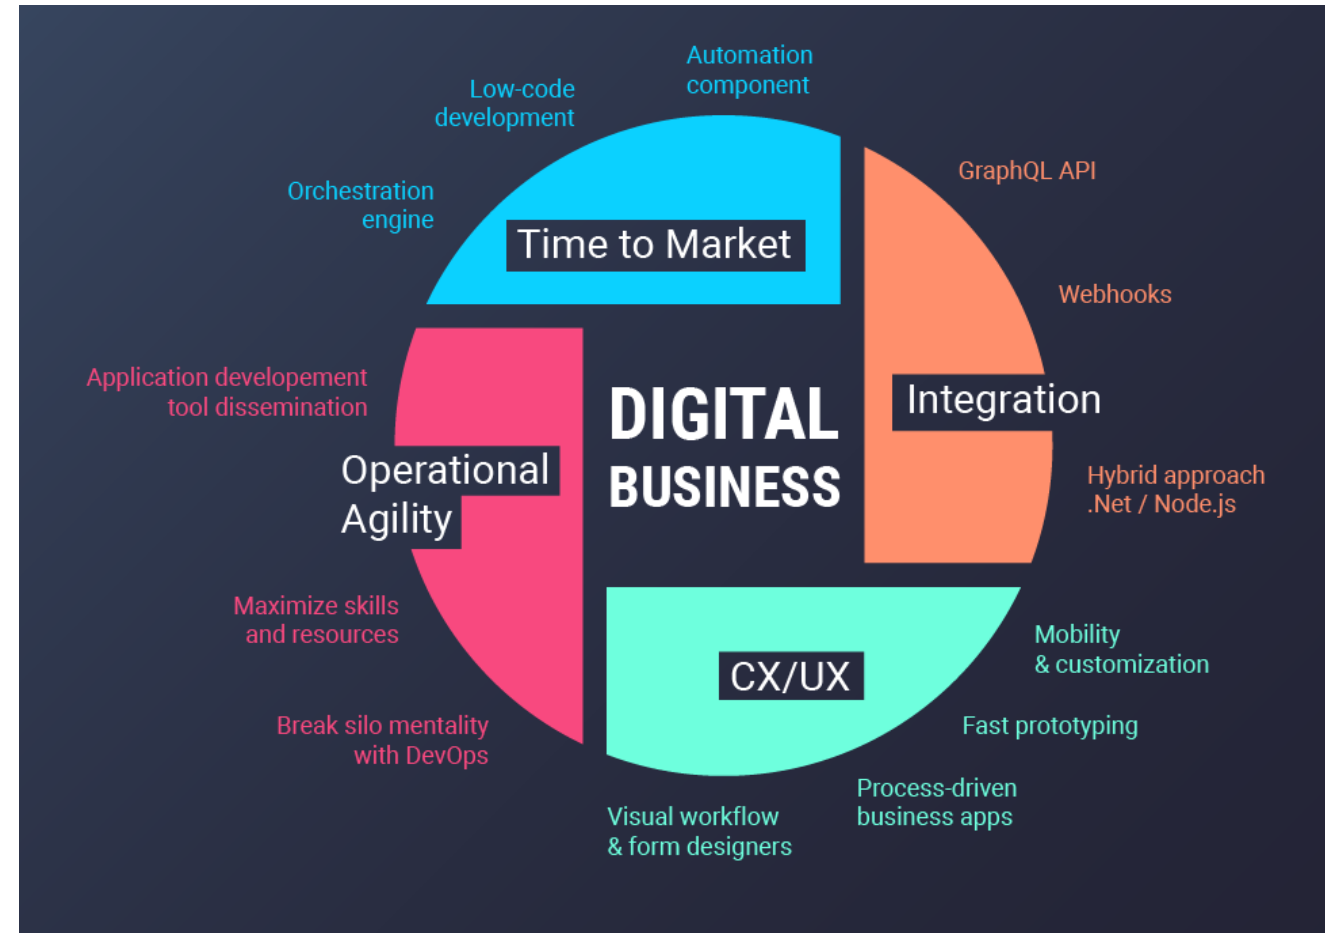 Automation
component
Low-code
development
Orchestration
engine
Time to Market
GraphQL API
Webhooks
Integration
Hybrid approach
.Net / Node.js
DIGITAL
BUSINESS
Application developement
tool dissemination
Operational
Agility
Maximize skills
and resources
Break silo mentality
with DevOps
CX/UX
Mobility
& customization
Fast prototyping
Process-driven
business apps
Visual workflow
& form designers